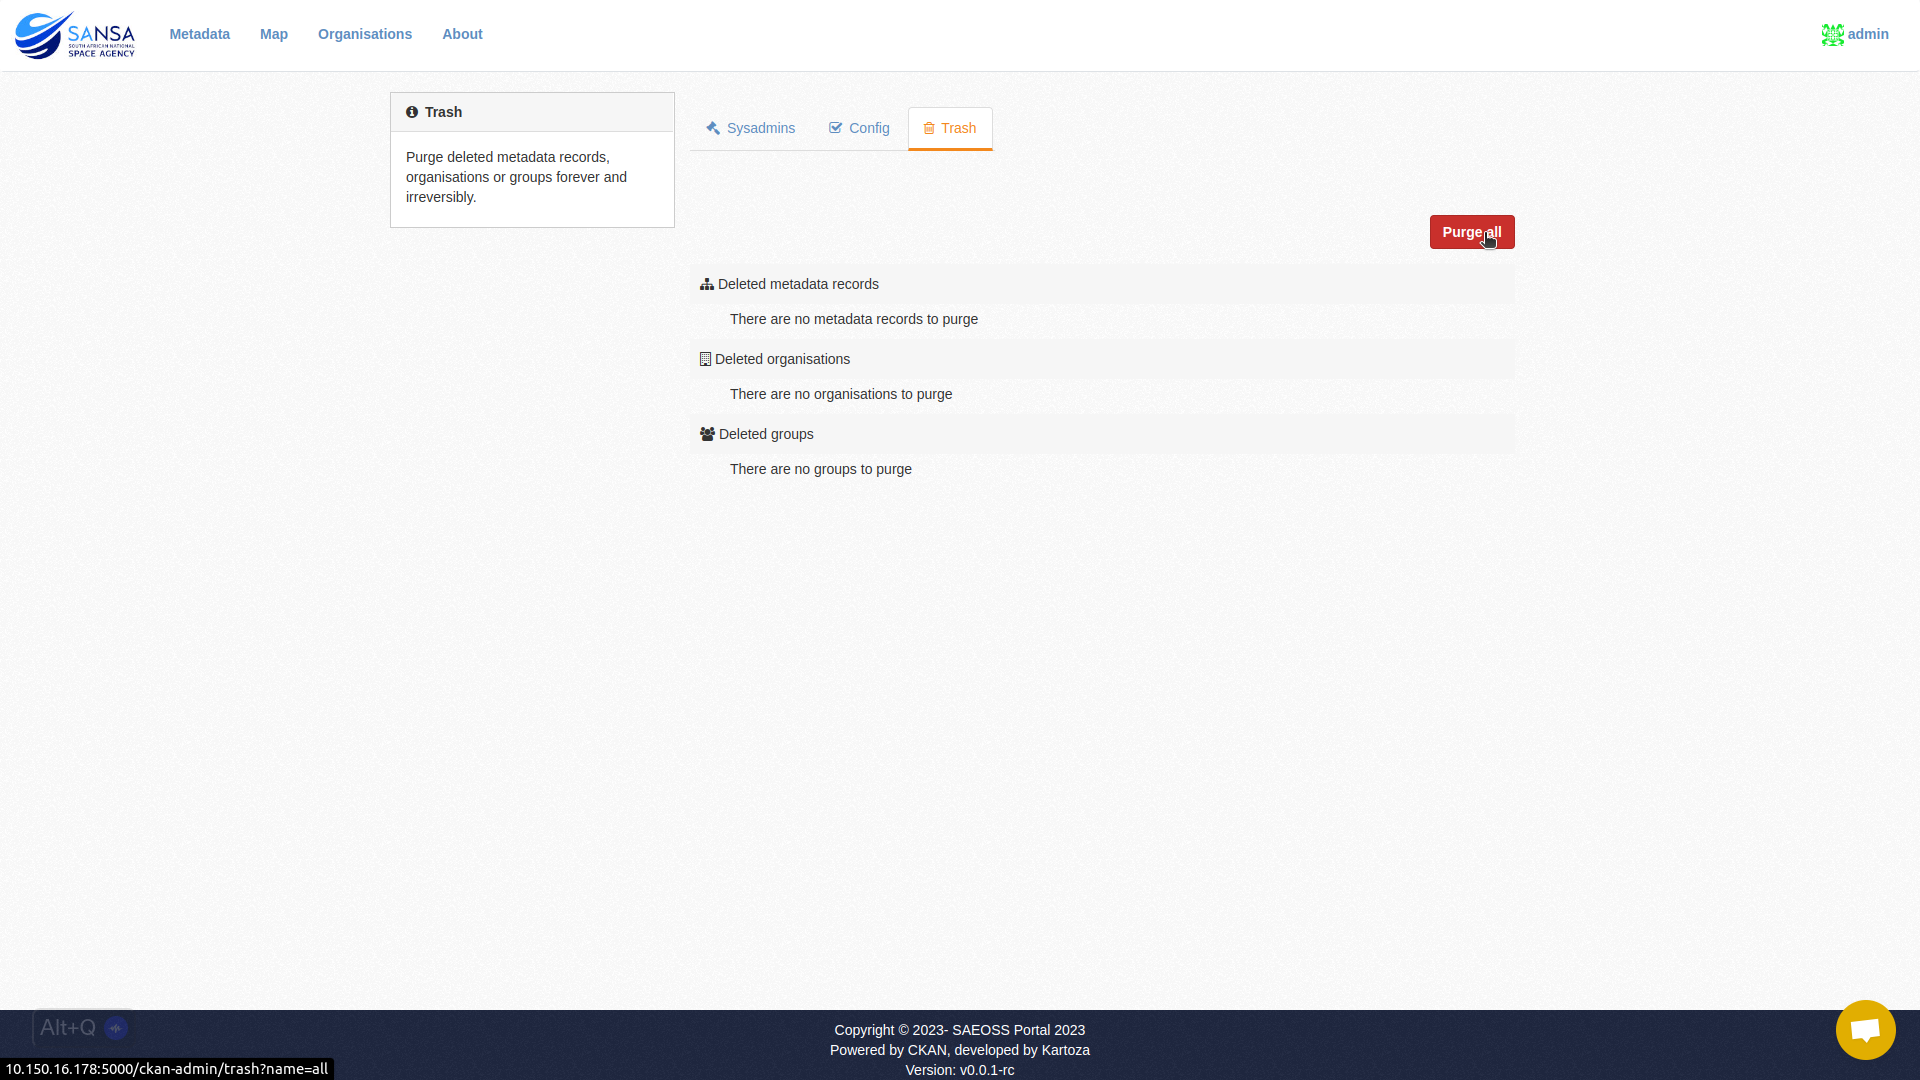 SANSA
SOUTH AFRICAN NATIONAL
SPACE AGENCY
Metadata
Map
Organisations
About
admin
Trash
Purge deleted metadata records,
organisations or groups forever and
irreversibly.
Sysadmins
Config
Trash
Purge all
Deleted metadata records
There are no metadata records to purge
Deleted organisations
There are no organisations to purge
Deleted groups
There are no groups to purge
Alt+Q
Copyright © 2023- SAEOSS Portal 2023
Powered by CKAN, developed by Kartoza
Version: v0.0.1-rc
10.150.16.178:5000/ckan-admin/trash?name=all